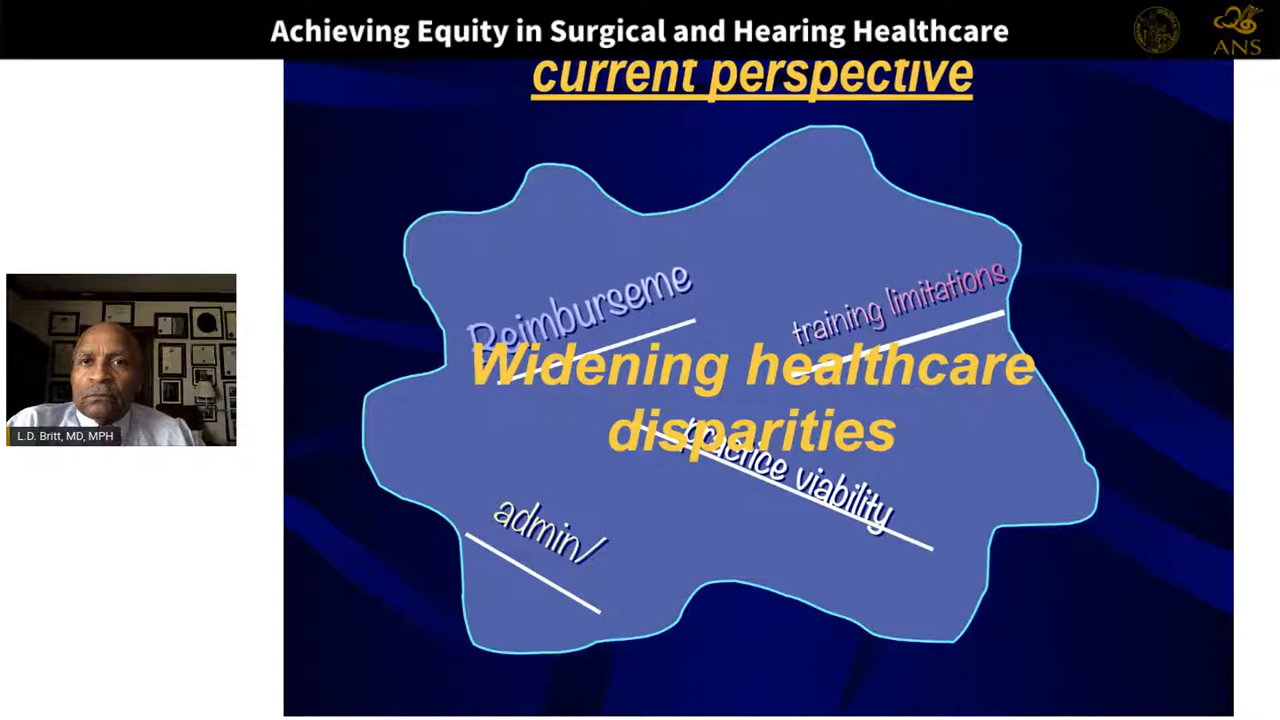 Achieving Equity in Surgical and Hearing Healthcare
ANS
current perspective
Reimburseme
training limitations
Widening healthcare
disparities
practice viability
admin/
L.D. Britt, MD, MPH